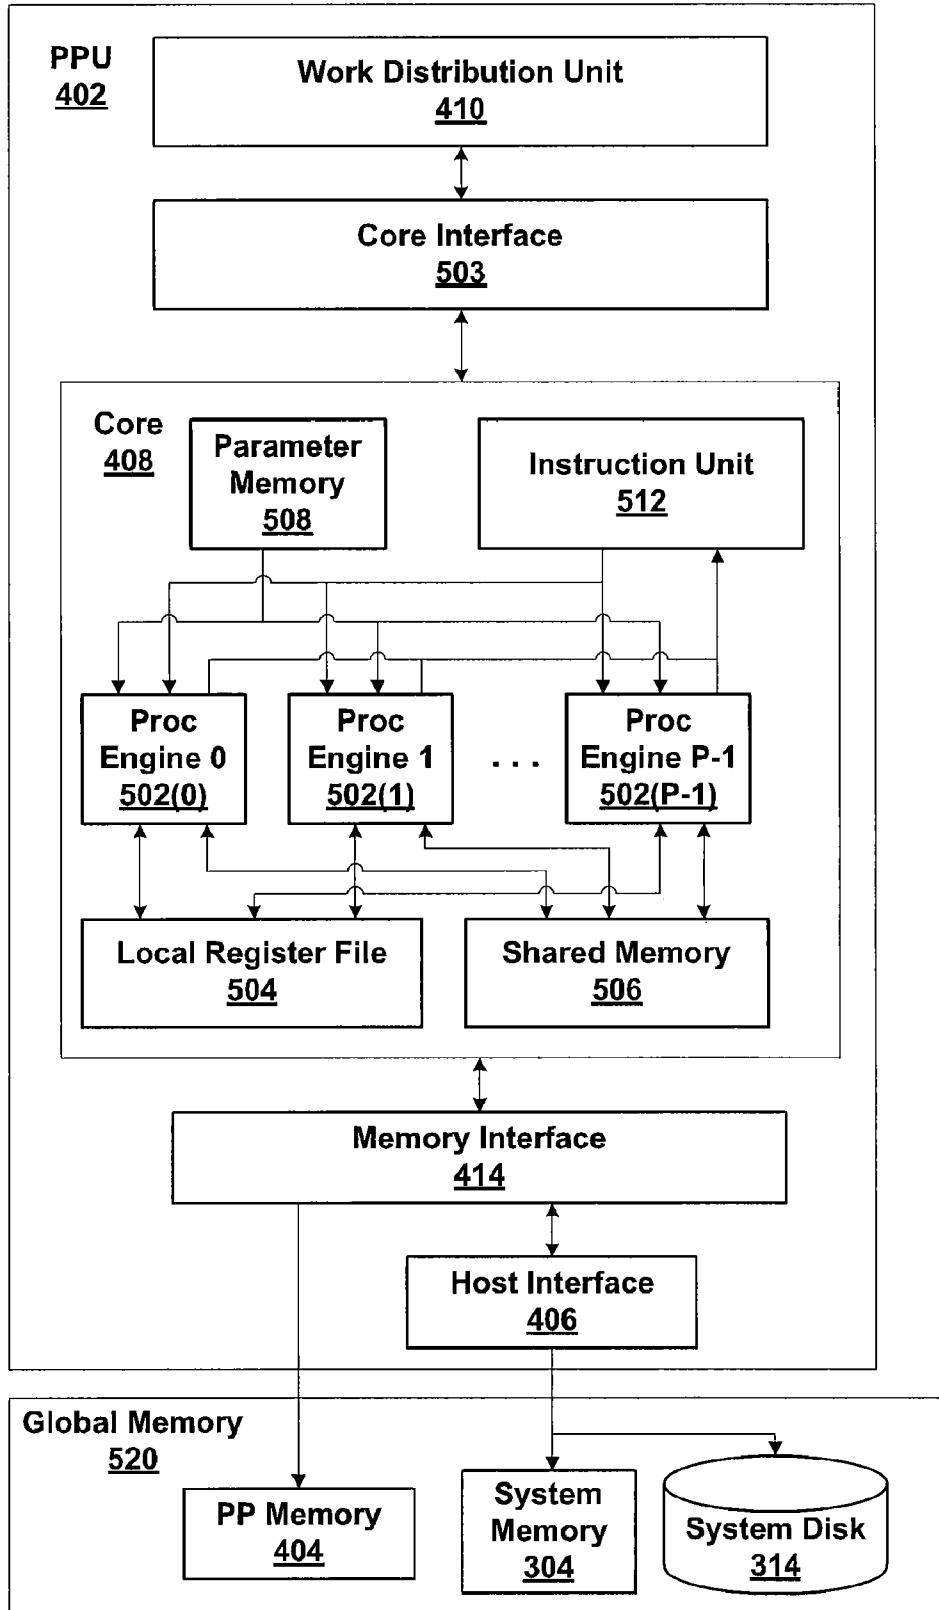 PPU
402
Work Distribution Unit
410
Core Interface
503
Core
408
Parameter
Memory
508
Instruction Unit
512
Proc
Engine 0
502(0)
Proc
Engine 1
502(1)
. . .
Proc
Engine P-1
502(P-1)
Local Register File
504
Shared Memory
506
Memory Interface
414
Host Interface
406
Global Memory
520
PP Memory
404
System
Memory
304
System Disk
314